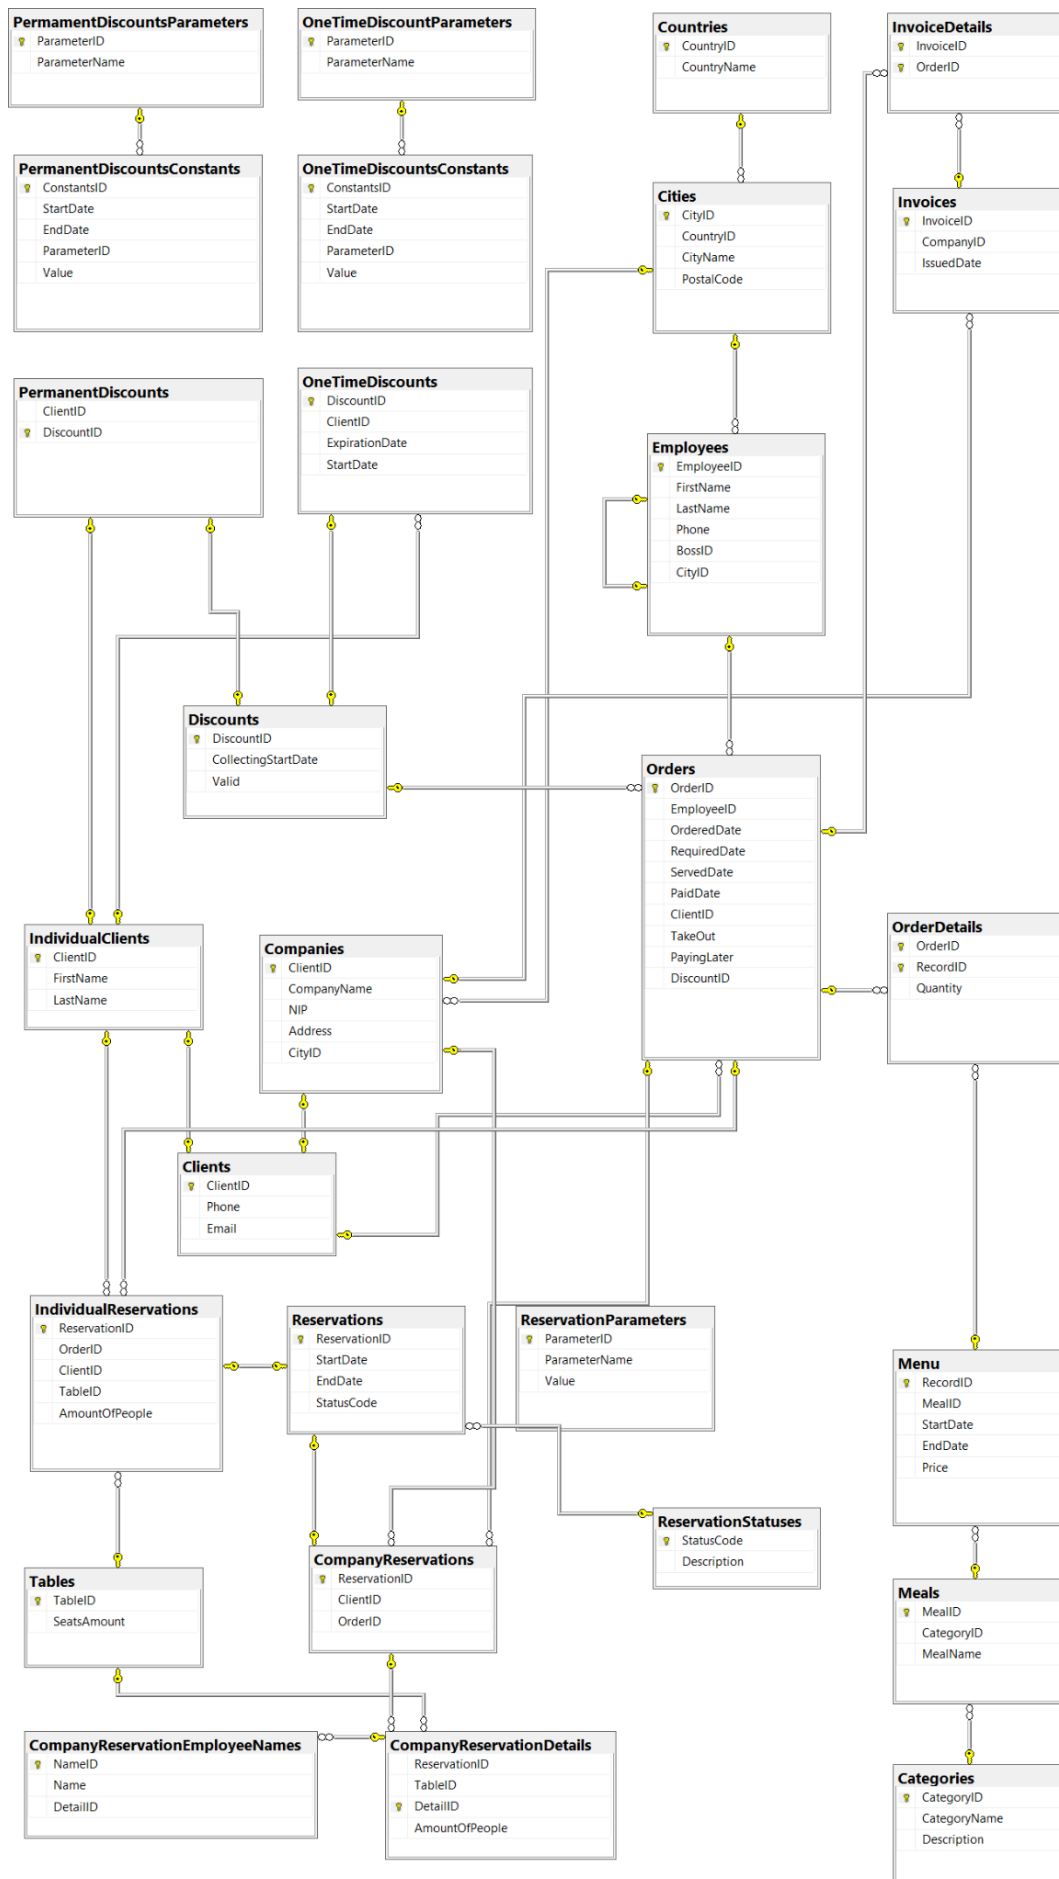 PermamentDiscountsParameters
ParameterID
ParameterName
OneTimeDiscountParameters
ParameterID
ParameterName
Countries
CountryID
CountryName
InvoiceDetails
InvoiceID
OrderID
PermanentDiscountsConstants
ConstantsID
StartDate
EndDate
ParameterID
Value
OneTimeDiscountsConstants
ConstantsID
StartDate
EndDate
ParameterID
Value
Cities
CityID
CountryID
CityName
PostalCode
Invoices
InvoiceID
CompanyID
IssuedDate
PermanentDiscounts
ClientID
DiscountID
OneTimeDiscounts
DiscountID
ClientID
ExpirationDate
StartDate
Employees
EmployeeID
FirstName
LastName
Phone
BossID
CityID
Discounts
DiscountID
CollectingStartDate
Valid
Orders
OrderID
EmployeeID
OrderedDate
RequiredDate
ServedDate
PaidDate
ClientID
TakeOut
PayingLater
DiscountID
IndividualClients
ClientID
FirstName
LastName
Companies
ClientID
CompanyName
NIP
Address
CityID
OrderDetails
OrderID
RecordID
Quantity
Clients
ClientID
Phone
Email
IndividualReservations
ReservationID
OrderID
ClientID
TableID
AmountOfPeople
Reservations
ReservationID
StartDate
EndDate
StatusCode
ReservationParameters
ParameterID
ParameterName
Value
Menu
RecordID
MealID
StartDate
EndDate
Price
ReservationStatuses
StatusCode
Description
Tables
TableID
SeatsAmount
CompanyReservations
ReservationID
ClientID
OrderID
Meals
MealID
CategoryID
MealName
CompanyReservationEmployeeNames
NameID
Name
DetailID
CompanyReservationDetails
ReservationID
TableID
DetailID
AmountOfPeople
Categories
CategoryID
CategoryName
Description